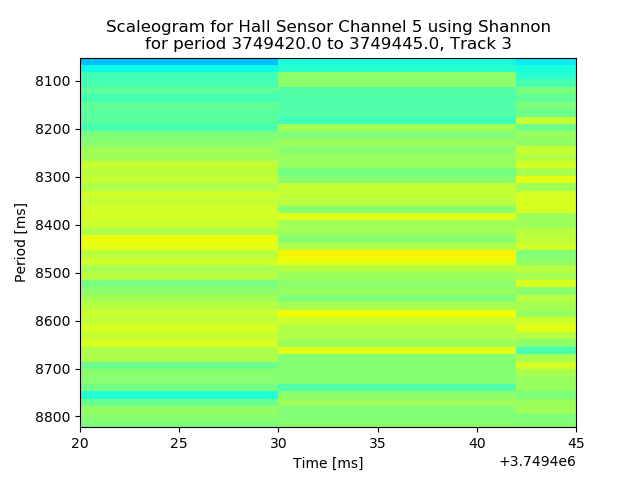 Scaleogram for Hall Sensor Channel 5 using Shannon
for period 3749420.0 to 3749445.0, Track 3
8100
8200
8300
8400
8500
8600
8700
8800
Period [ms]
20 25 30 35 40 45
Time [ms]
+3.7494e6